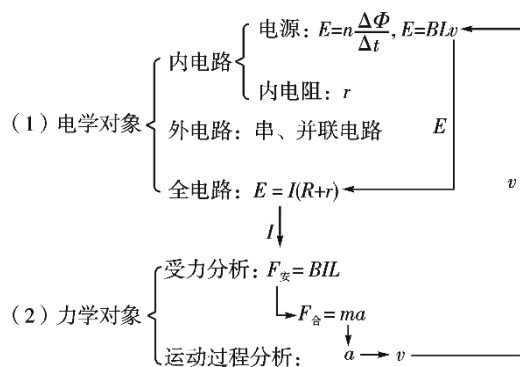 电源：E=n ΔΦ/Δt, E=BLv
内电路
内电阻：r
（1）电学对象
外电路：串、并联电路
E
v
全电路：E=I(R+r)
I
受力分析：F安=BIL
（2）力学对象
F合=ma
运动过程分析： a → v